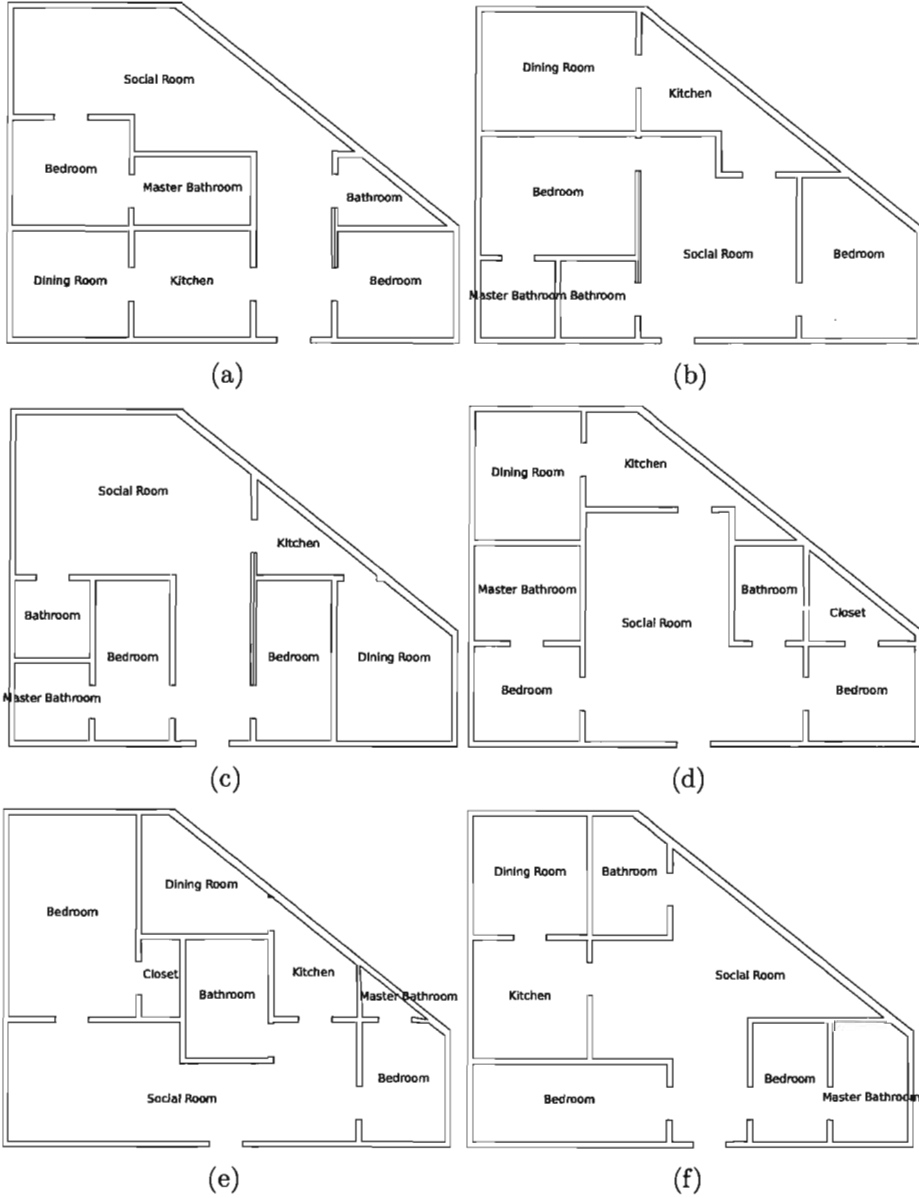 Social Room
Bedroom
Master Bathroom
Bathroom
Dining Room
Kitchen
Bedroom
(a)
Dining Room
Kitchen
Bedroom
Social Room
Bedroom
Master Bathroom
Bathroom
(b)
Social Room
Kitchen
Bathroom
Bedroom
Bedroom
Dining Room
Master Bathroom
(c)
Dining Room
Kitchen
Master Bathroom
Bathroom
Closet
Social Room
Bedroom
Bedroom
(d)
Dining Room
Bedroom
Closet
Kitchen
Bathroom
Master Bathroom
Bedroom
Social Room
(e)
Dining Room
Bathroom
Kitchen
Social Room
Bedroom
Bedroom
Master Bathroom
(f)